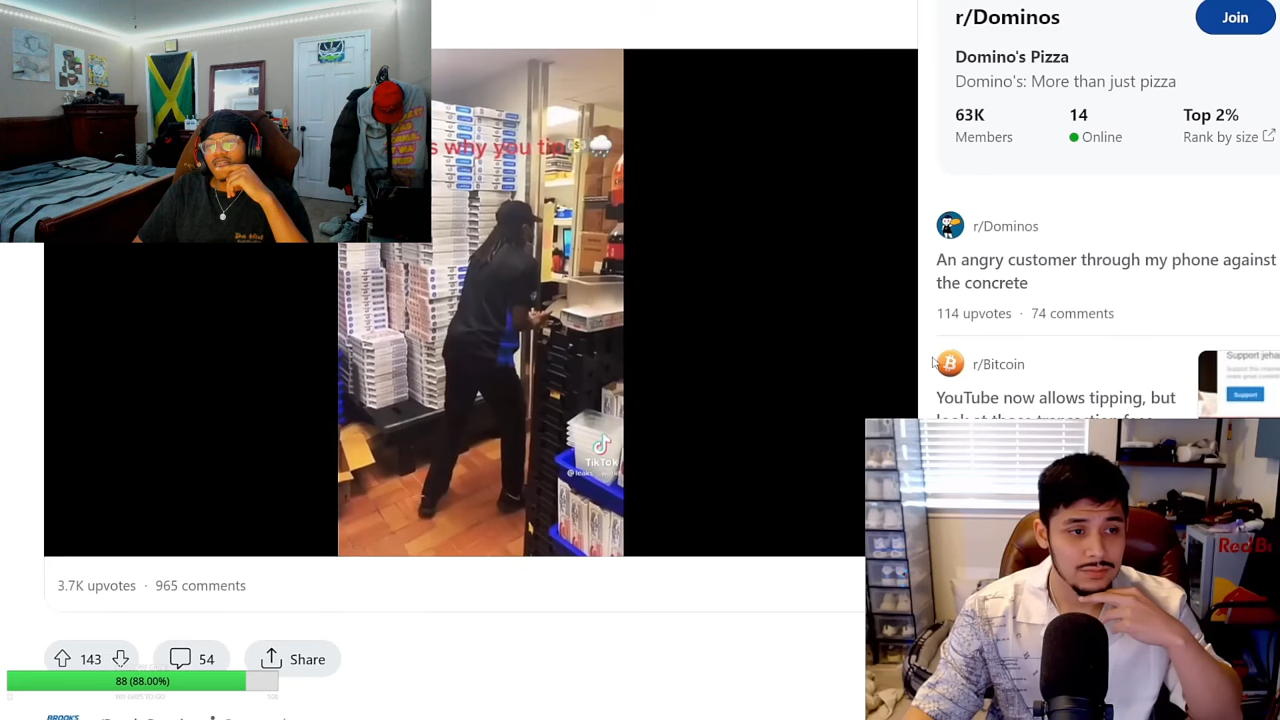 r/Dominos
Join
Domino's Pizza
Domino's: More than just pizza
63K
14
Top 2%
Members
Online
Rank by size
s why you tip
r/Dominos
An angry customer through my phone against
the concrete
114 upvotes · 74 comments
r/Bitcoin
YouTube now allows tipping, but
Support
TikTok
3.7K upvotes · 965 comments
143
54
Share
88 (88.00%)
BROOKS